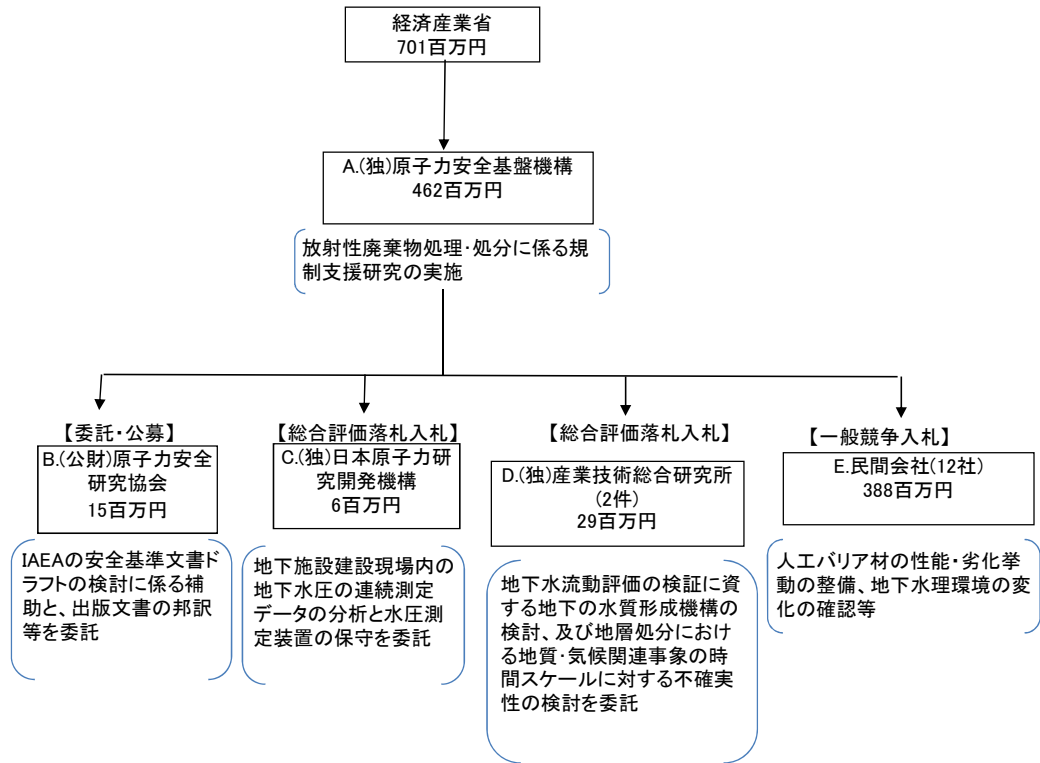 経済産業省
701百万円
A.(独)原子力安全基盤機構
462百万円
放射性廃棄物処理・処分に係る規
制支援研究の実施
【委託・公募】
B.(公財)原子力安全
研究協会
15百万円
IAEAの安全基準文書ド
ラフトの検討に係る補
助と、出版文書の邦訳
等を委託
【総合評価落札入札】
C.(独)日本原子力研
究開発機構
6百万円
地下施設建設現場内の
地下水圧の連続測定
データの分析と水圧測
定装置の保守を委託
【総合評価落札入札】
D.(独)産業技術総合研究所
(2件)
29百万円
地下水流動評価の検証に資
する地下の水質形成機構の
検討、及び地層処分における
地質・気候関連事象の時
間スケールに対する不確実
性の検討を委託
【一般競争入札】
E.民間会社(12社)
388百万円
人工バリア材の性能・劣化挙
動の整備、地下水理環境の変
化の確認等